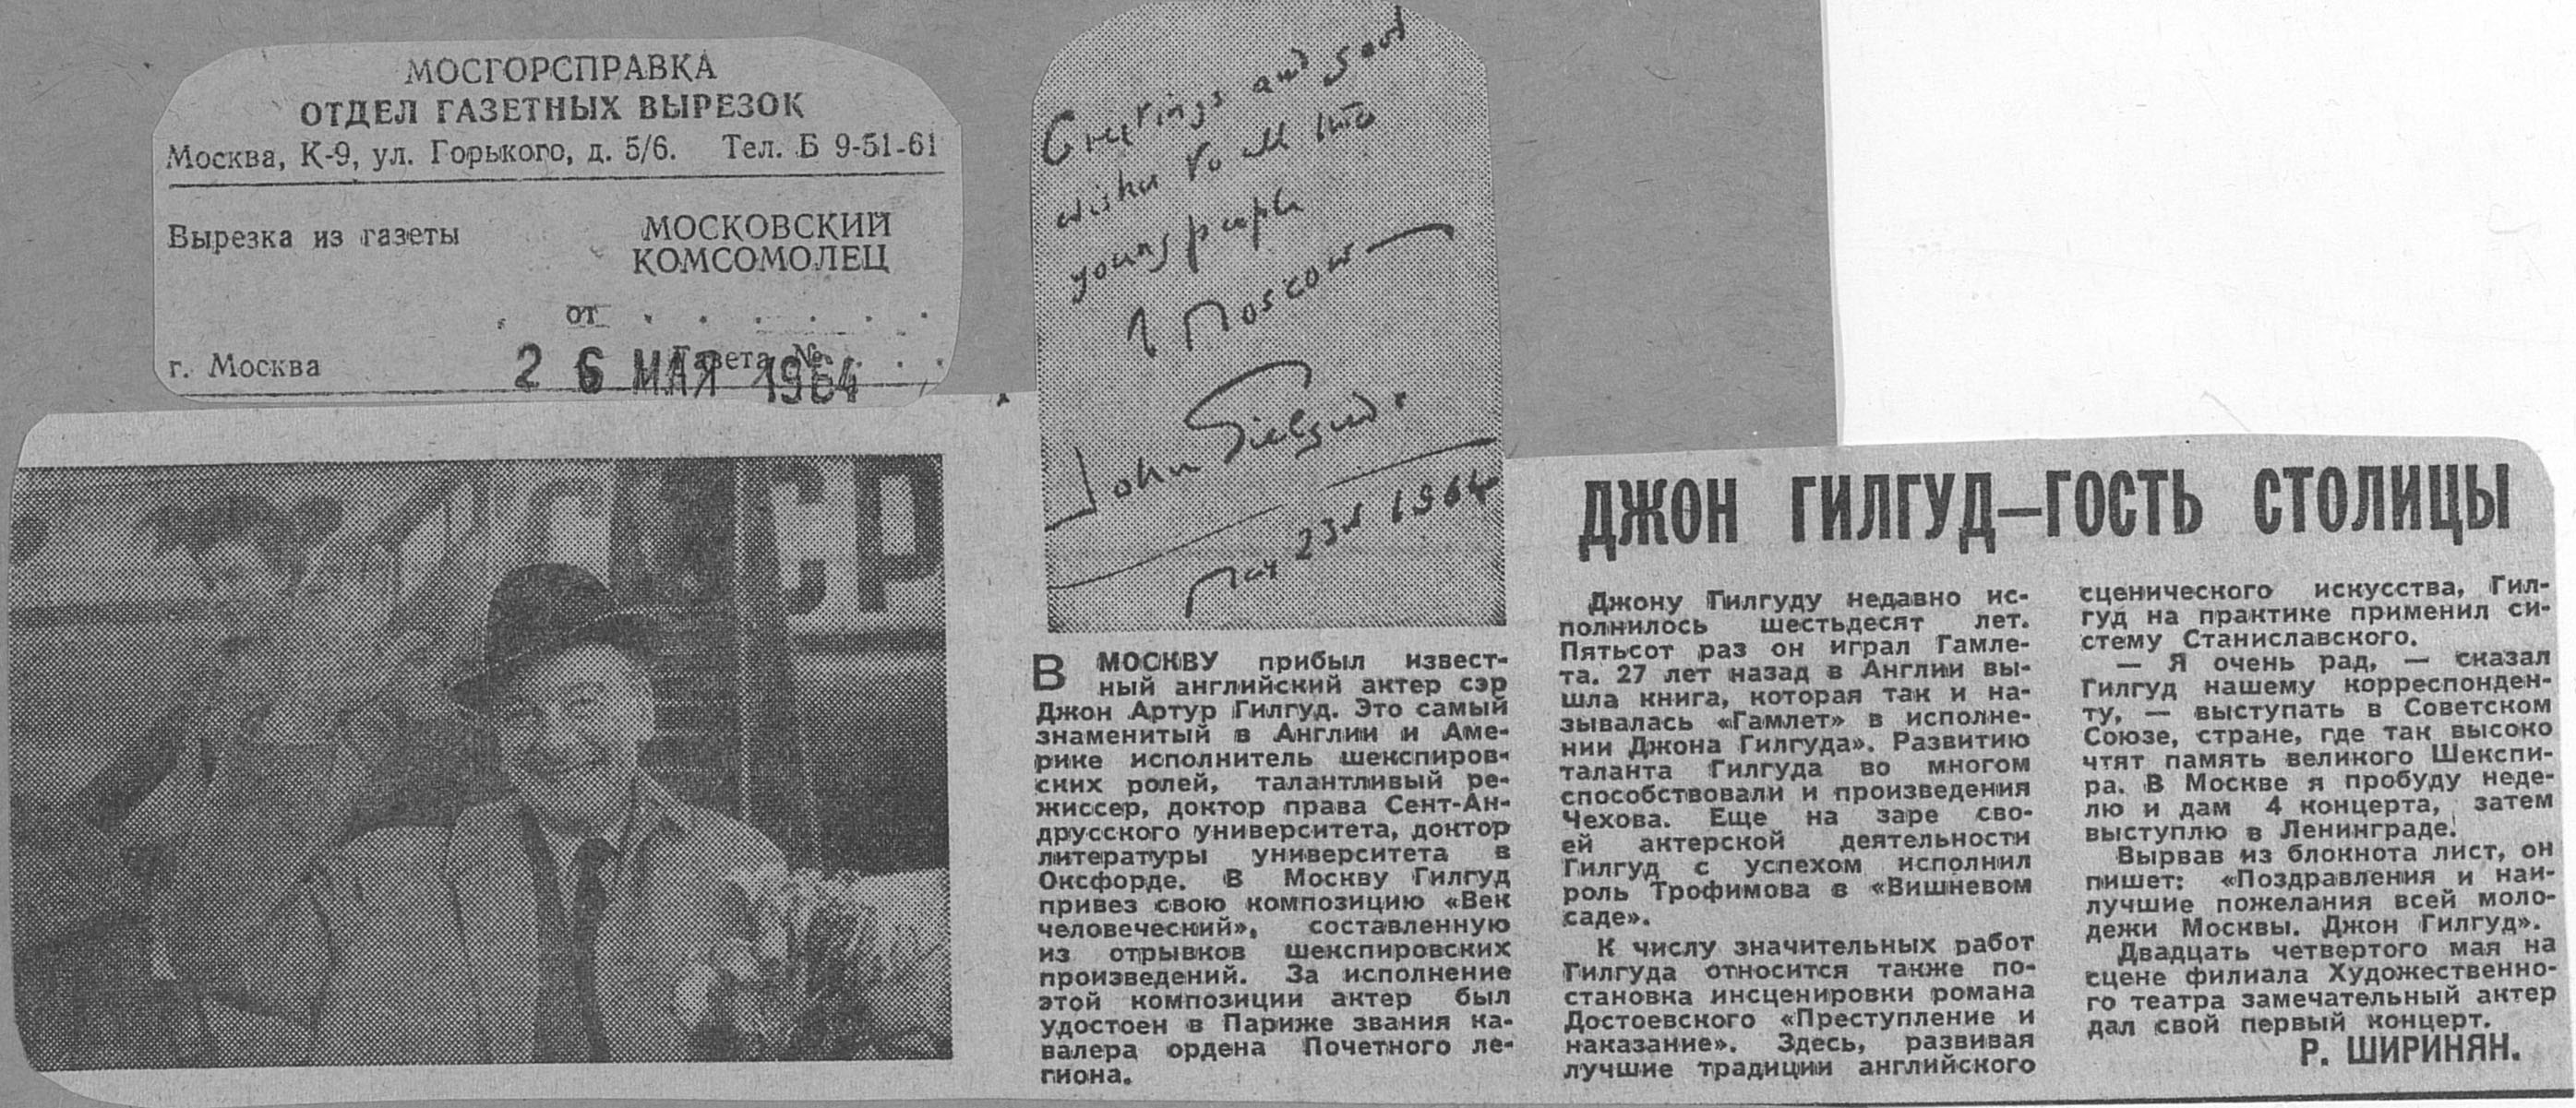 МОСГОРСПРАВКА
ОТДЕЛ ГАЗЕТНЫХ ВЫРЕЗОК
Москва, К-9, ул. Горького, д. 5/6. Тел. Б 9-51-61
Вырезка из газеты
МОСКОВСКИЙ
КОМСОМОЛЕЦ
от . . . . . .
г. Москва
Газета № . . .
26 МАЯ 1964
Greetings and good
wishes to all the
young people
of Moscow
John Gielgud.
May 23rd 1964
СР
ДЖОН ГИЛГУД—ГОСТЬ СТОЛИЦЫ
В МОСКВУ прибыл извест-
ный английский актер сэр
Джон Артур Гилгуд. Это самый
знаменитый в Англии и Аме-
рике исполнитель шекспиров-
ских ролей, талантливый ре-
жиссер, доктор права Сент-Ан-
друсского университета, доктор
литературы университета в
Оксфорде. В Москву Гилгуд
привез свою композицию «Век
человеческий», составленную
из отрывков шекспировских
произведений. За исполнение
этой композиции актер был
удостоен в Париже звания ка-
валера ордена Почетного ле-
гиона.
Джону Гилгуду недавно ис-
полнилось шестьдесят лет.
Пятьсот раз он играл Гамле-
та. 27 лет назад в Англии вы-
шла книга, которая так и на-
зывалась «Гамлет» в исполне-
нии Джона Гилгуда». Развитию
таланта Гилгуда во многом
способствовали и произведения
Чехова. Еще на заре сво-
ей актерской деятельности
Гилгуд с успехом исполнил
роль Трофимова в «Вишневом
саде».
К числу значительных работ
Гилгуда относится также по-
становка инсценировки романа
Достоевского «Преступление и
наказание». Здесь, развивая
лучшие традиции английского
сценического искусства, Гил-
гуд на практике применил си-
стему Станиславского.
— Я очень рад, — сказал
Гилгуд нашему корреспонден-
ту, — выступать в Советском
Союзе, стране, где так высоко
чтят память великого Шекспи-
ра. В Москве я пробуду неде-
лю и дам 4 концерта, затем
выступлю в Ленинграде.
Вырвав из блокнота лист, он
пишет: «Поздравления и наи-
лучшие пожелания всей моло-
дежи Москвы. Джон Гилгуд».
Двадцать четвертого мая на
сцене филиала Художественно-
го театра замечательный актер
дал свой первый концерт.
Р. ШИРИНЯН.